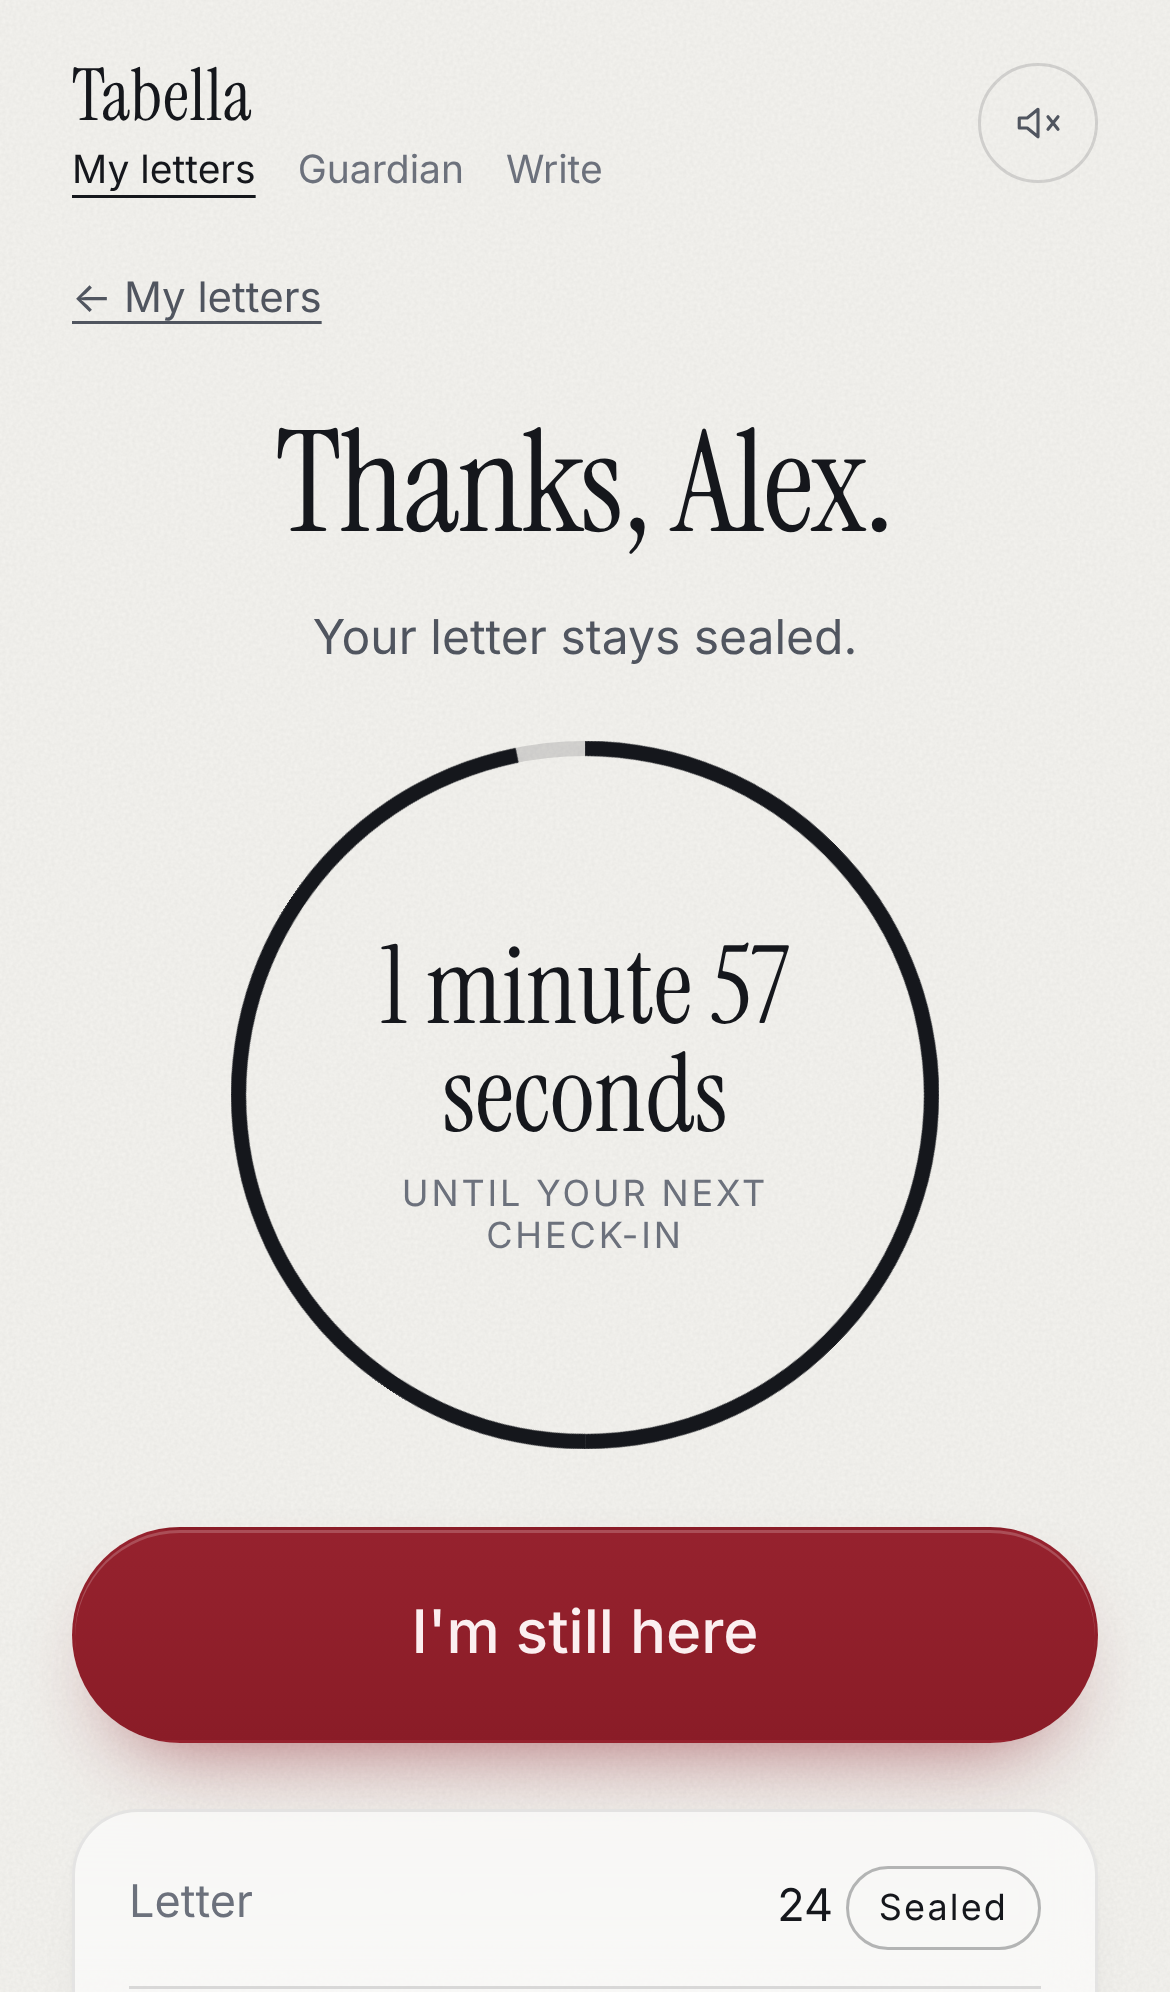 Tabella
My letters Guardian Write
← My letters
Thanks, Alex.
Your letter stays sealed.
1 minute 57
seconds
UNTIL YOUR NEXT
CHECK-IN
I'm still here
Letter 24 Sealed